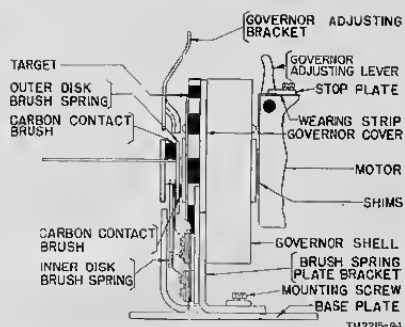 GOVERNOR ADJUSTING
BRACKET
TARGET
OUTER DISK
BRUSH SPRING
CARBON CONTACT
BRUSH
GOVERNOR
ADJUSTING LEVER
STOP PLATE
WEARING STRIP
GOVERNOR COVER
MOTOR
SHIMS
CARBON CONTACT
BRUSH
INNER DISK
BRUSH SPRING
GOVERNOR SHELL
BRUSH SPRING
PLATE BRACKET
MOUNTING SCREW
BASE PLATE
TM2215-94